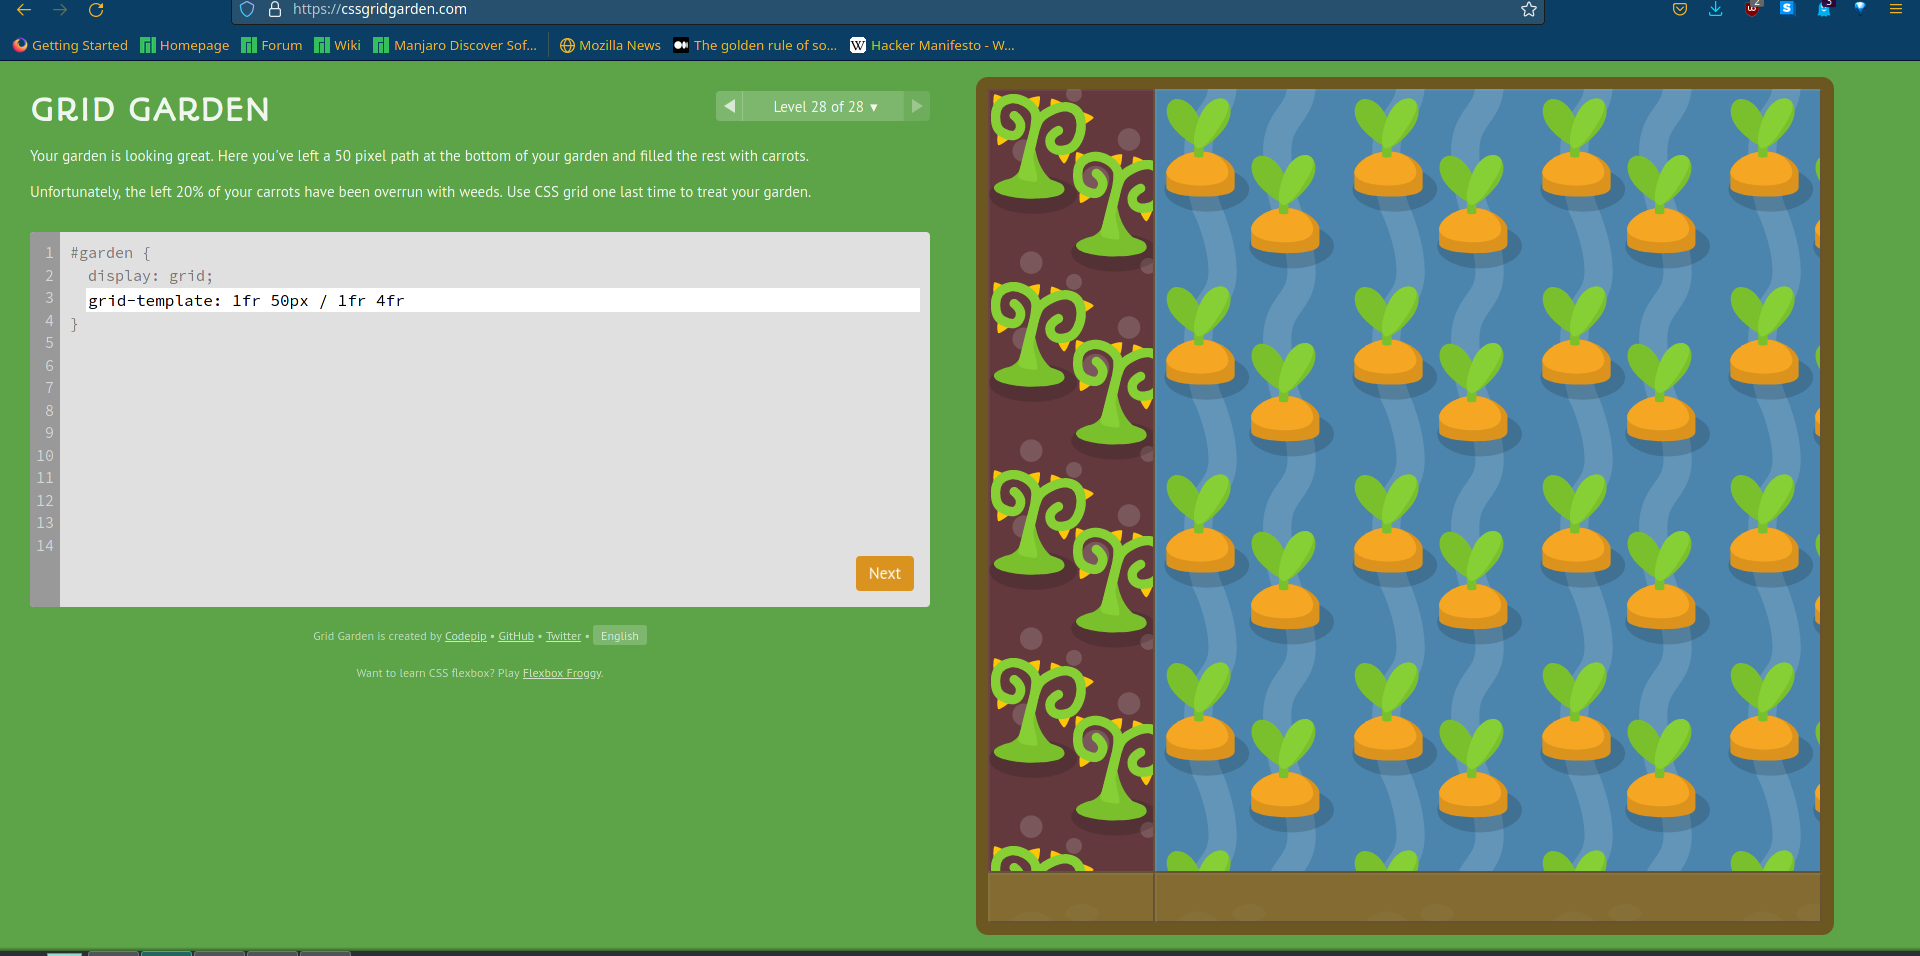 https://cssgridgarden.com
2
S
3
Getting Started
Homepage
Forum
Wiki
Manjaro Discover Sof...
Mozilla News
The golden rule of so...
W Hacker Manifesto - W...
GRID GARDEN
Level 28 of 28 ▼
Your garden is looking great. Here you've left a 50 pixel path at the bottom of your garden and filled the rest with carrots.
Unfortunately, the left 20% of your carrots have been overrun with weeds. Use CSS grid one last time to treat your garden.
1 #garden {
2 display: grid;
3 grid-template: 1fr 50px / 1fr 4fr
4 }
5
6
7
8
9
10
11
12
13
14
Next
Grid Garden is created by Codepip • GitHub • Twitter • English
Want to learn CSS flexbox? Play Flexbox Froggy.